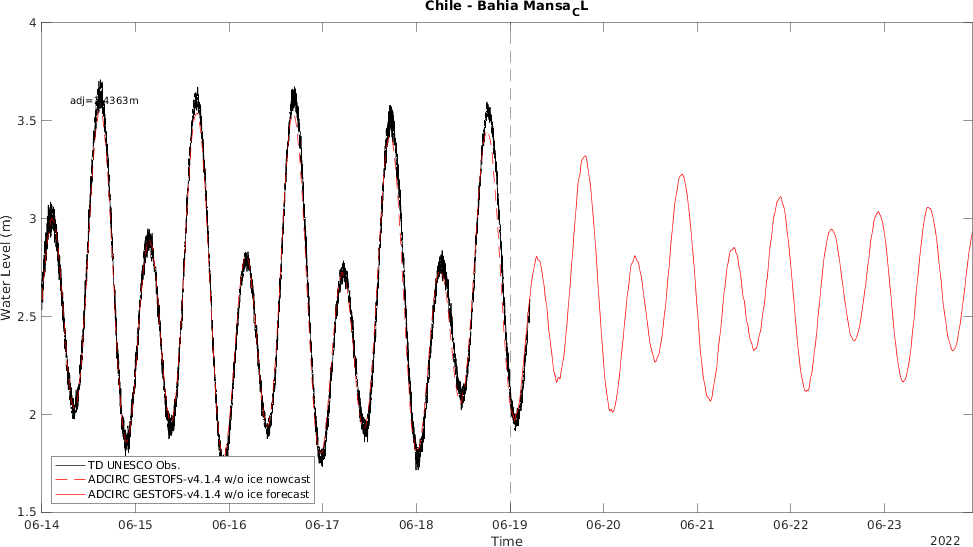 Chile - Bahia Mansa_CL
4
adj=1.4363m
3.5
3
Water Level (m)
2.5
2
TD UNESCO Obs.
ADCIRC GESTOFS-v4.1.4 w/o ice nowcast
ADCIRC GESTOFS-v4.1.4 w/o ice forecast
1.5
06-14 06-15 06-16 06-17 06-18 06-19 06-20 06-21 06-22 06-23
Time
2022